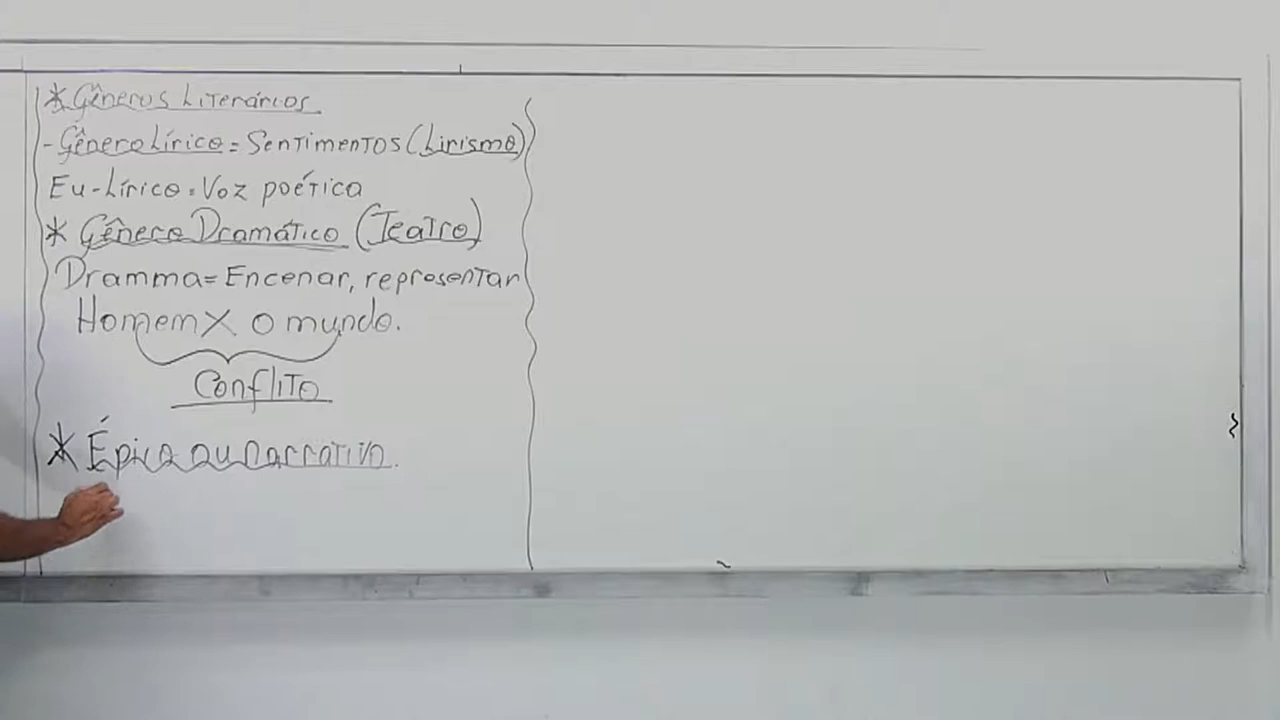 * Gêneros Literários
- Gênero Lírico = Sentimentos (Lirismo)
Eu-Lírico = Voz poética
* Gênero Dramático (Teatro)
Dramma = Encenar, representar
Homem X o mundo.
Conflito
* Épico ou narrativo.